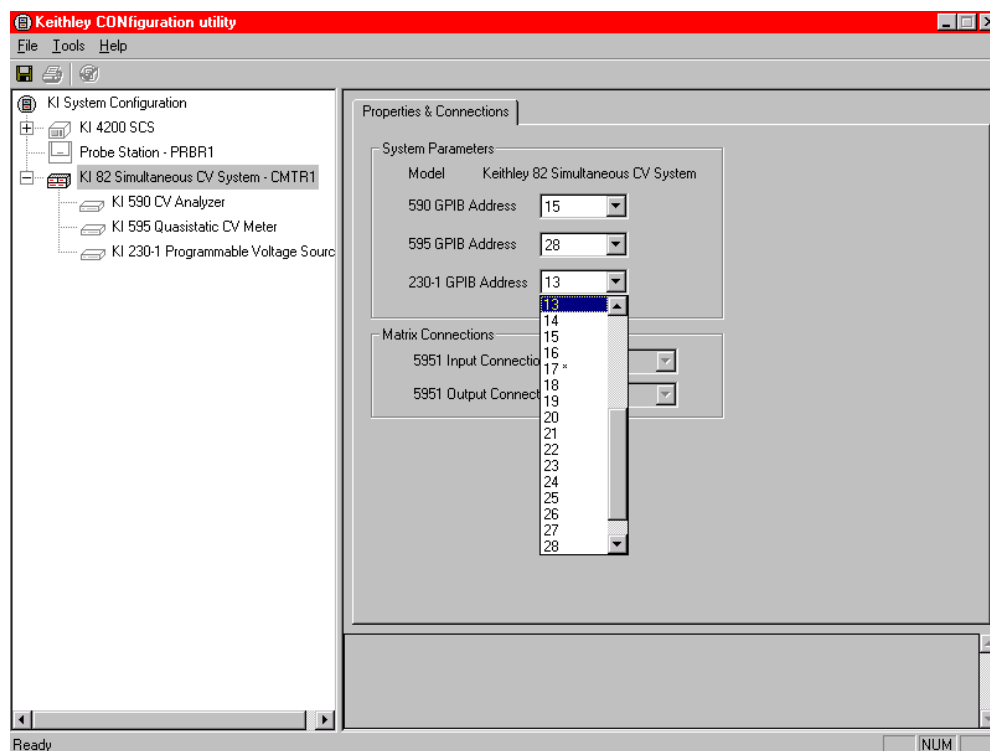 Keithley CONfiguration utility
File Tools Help
KI System Configuration
KI 4200 SCS
Probe Station - PRBR1
KI 82 Simultaneous CV System - CMTR1
KI 590 CV Analyzer
KI 595 Quasistatic CV Meter
KI 230-1 Programmable Voltage Sourc
Properties & Connections
System Parameters
Model Keithley 82 Simultaneous CV System
590 GPIB Address 15
595 GPIB Address 28
230-1 GPIB Address 13
13
14
15
16
17 *
18
19
20
21
22
23
24
25
26
27
28
Matrix Connections
5951 Input Connectio
5951 Output Connect
Ready
NUM